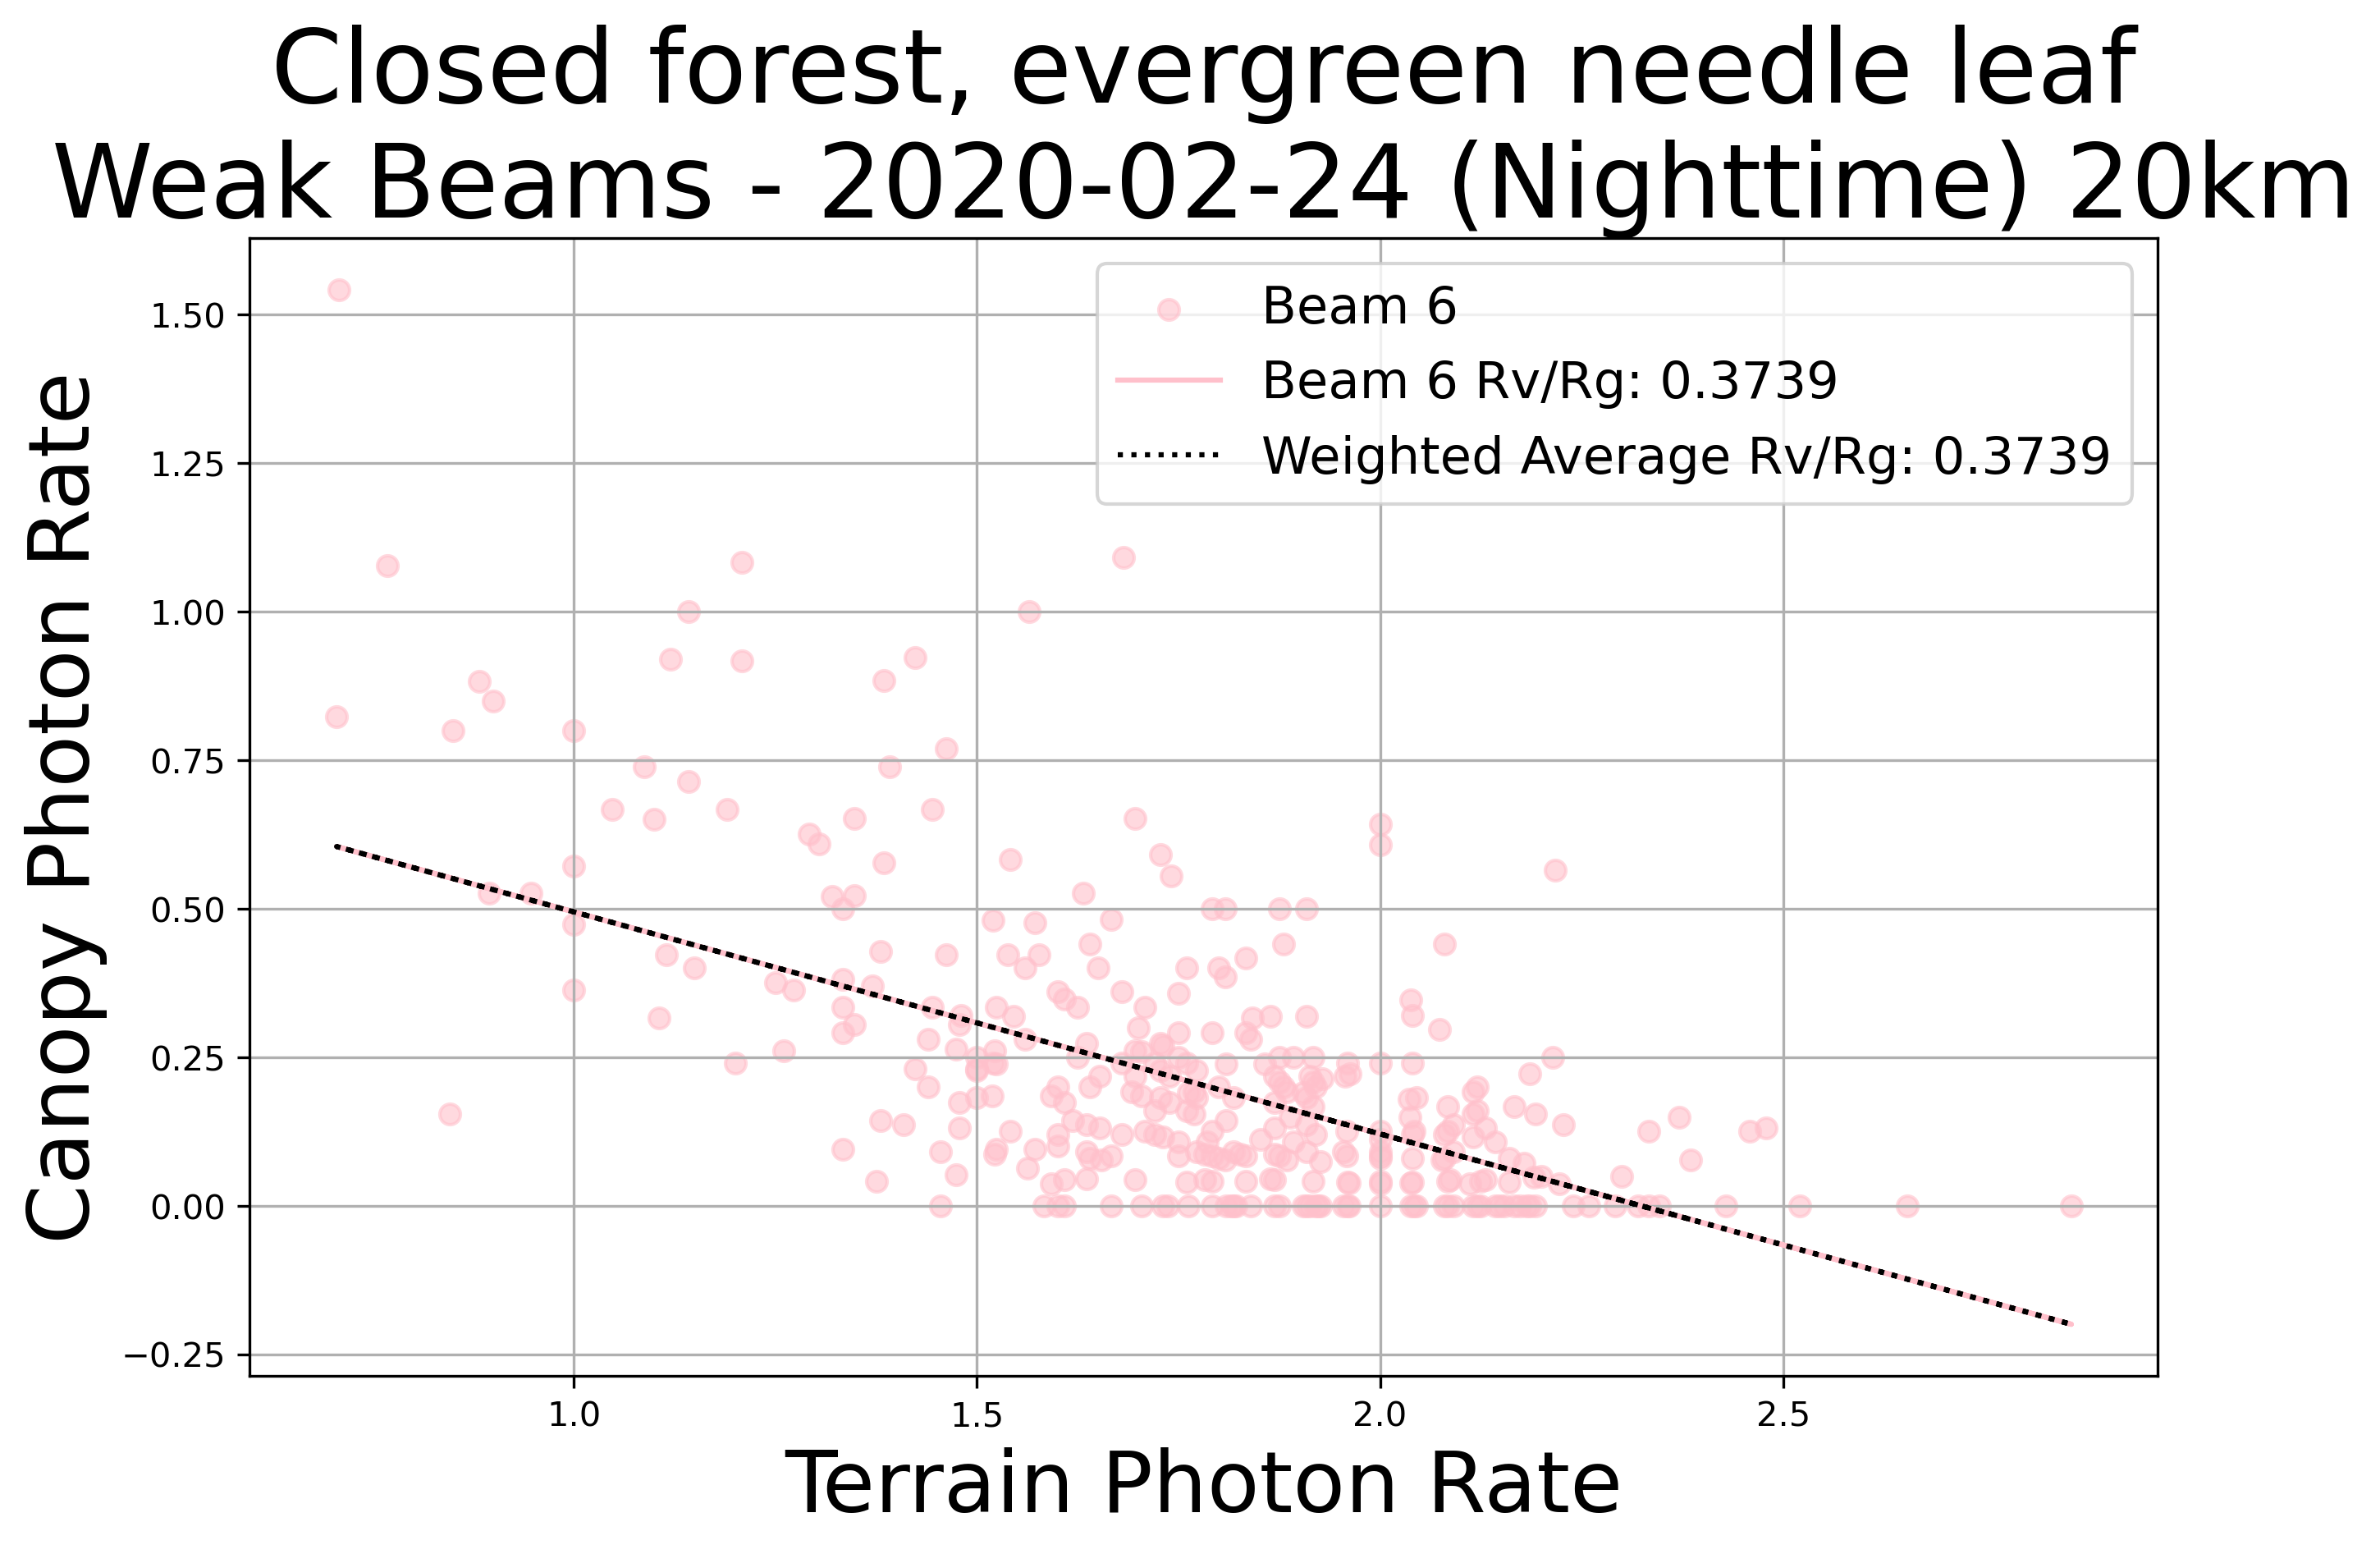 Closed forest, evergreen needle leaf
Weak Beams - 2020-02-24 (Nighttime) 20km
Beam 6
Beam 6 Rv/Rg: 0.3739
Weighted Average Rv/Rg: 0.3739
Canopy Photon Rate
1.50
1.25
1.00
0.75
0.50
0.25
0.00
−0.25
1.0
1.5
2.0
2.5
Terrain Photon Rate